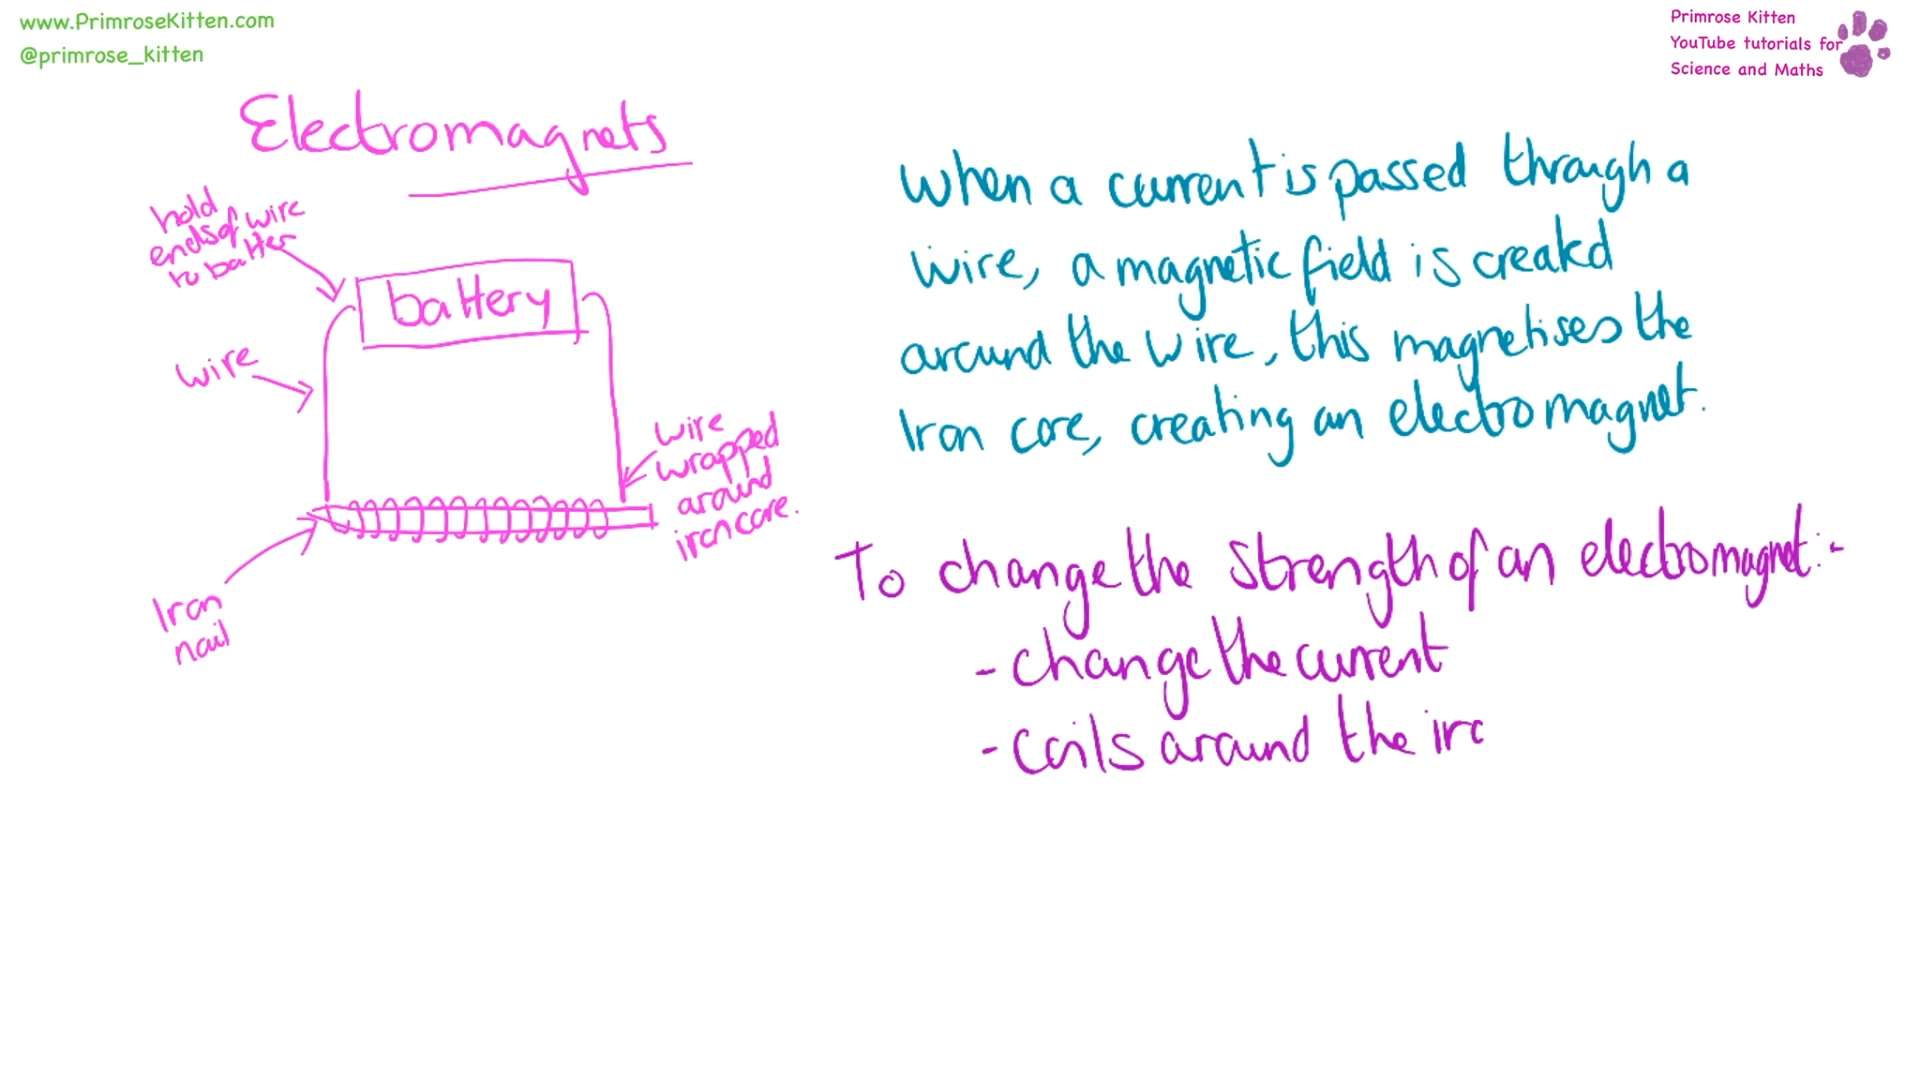 www.PrimroseKitten.com
@primrose_kitten
Primrose Kitten
YouTube tutorials for
Science and Maths
Electromagnets
hold
ends of wire
to batter
battery
wire
wire
wrapped
around
iron core.
Iron
nail
When a current is passed through a
wire, a magnetic field is created
around the wire, this magnetises the
Iron core, creating an electromagnet.
To change the strength of an electromagnet:-
- change the current
- coils around the iro